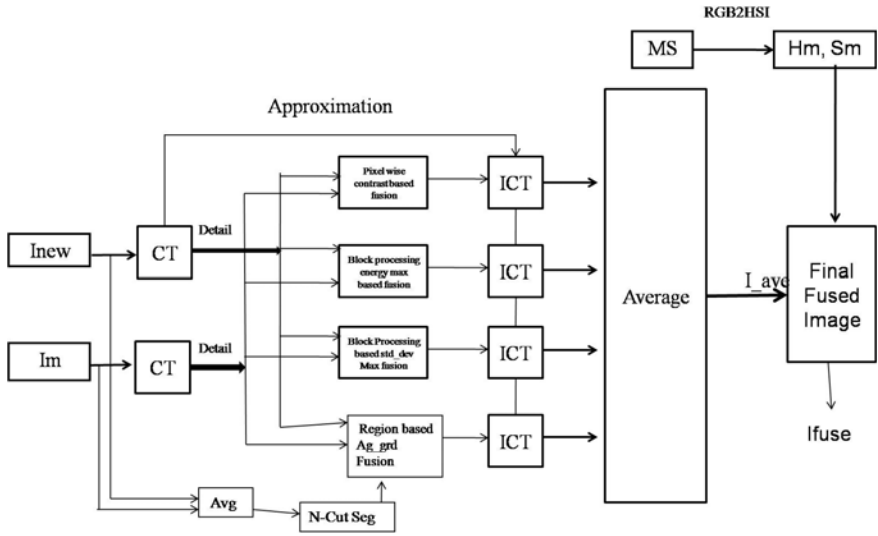 RGB2HSI
MS
Hm, Sm
Approximation
Pixel wise
contrast based
fusion
ICT
Detail
Inew
CT
Block processing
energy max
based fusion
ICT
Average
I_ave
Final
Fused
Image
Detail
Im
CT
Block Processing
based std_dev
Max fusion
ICT
Region based
Ag_grd
Fusion
ICT
Ifuse
Avg
N-Cut Seg